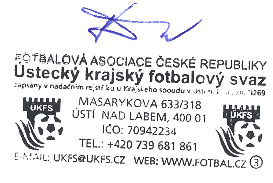 FOTBALOVÁ ASOCIACE ČESKÉ REPUBLIKY
Ústecký krajský fotbalový svaz
zapsaný v nadačním rejstříku u Krajského soudu v Ústí
MASARYKOVA 633/318
ÚSTÍ NAD LABEM, 400 01
IČO: 70942234
TEL.: +420 739 681 861
UKFS
UKFS
E-MAIL: UKFS@UKFS.CZ WEB: WWW.FOTBAL.CZ 3